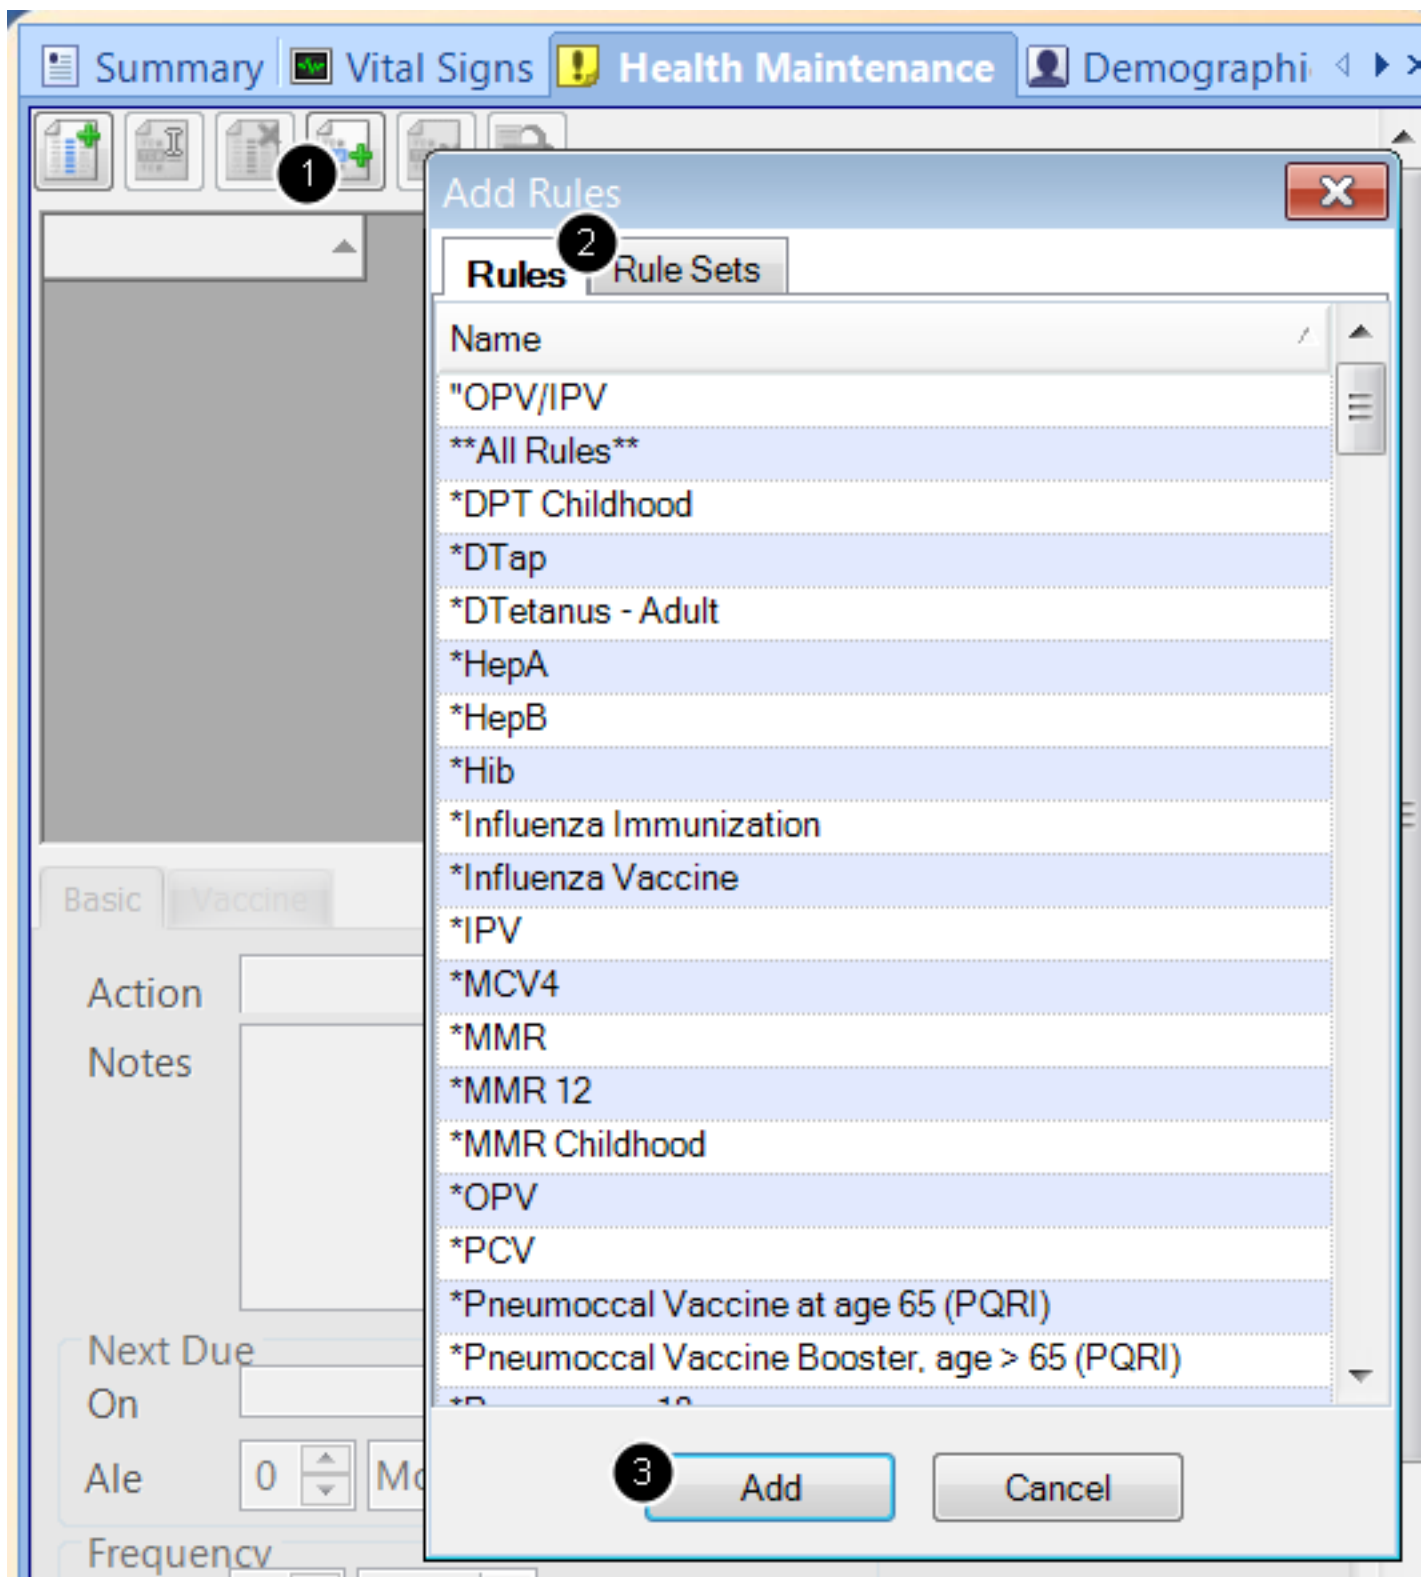 Summary Vital Signs Health Maintenance Demographi
1
Add Rules
2
Rules Rule Sets
Name
"OPV/IPV
**All Rules**
*DPT Childhood
*DTap
*DTetanus - Adult
*HepA
*HepB
*Hib
*Influenza Immunization
*Influenza Vaccine
*IPV
*MCV4
*MMR
*MMR 12
*MMR Childhood
*OPV
*PCV
*Pneumoccal Vaccine at age 65 (PQRI)
*Pneumoccal Vaccine Booster, age > 65 (PQRI)
3
Add Cancel
Basic Vaccine
Action
Notes
Next Due
On
Ale 0 Mo
Frequency